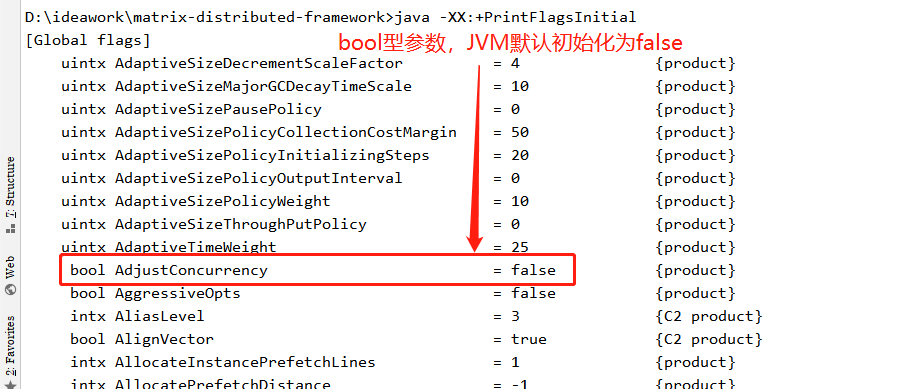 D:\ideawork\matrix-distributed-framework>java -XX:+PrintFlagsInitial
[Global flags]
bool型参数，JVM默认初始化为false
uintx AdaptiveSizeDecrementScaleFactor = 4 {product}
uintx AdaptiveSizeMajorGCDecayTimeScale = 10 {product}
uintx AdaptiveSizePausePolicy = 0 {product}
uintx AdaptiveSizePolicyCollectionCostMargin = 50 {product}
uintx AdaptiveSizePolicyInitializingSteps = 20 {product}
uintx AdaptiveSizePolicyOutputInterval = 0 {product}
uintx AdaptiveSizePolicyWeight = 10 {product}
uintx AdaptiveSizeThroughPutPolicy = 0 {product}
uintx AdaptiveTimeWeight = 25 {product}
bool AdjustConcurrency = false {product}
bool AggressiveOpts = false {product}
intx AliasLevel = 3 {C2 product}
bool AlignVector = true {C2 product}
intx AllocateInstancePrefetchLines = 1 {product}
intx AllocatePrefetchDistance = -1 {product}
7: Structure
Web
2: Favorites